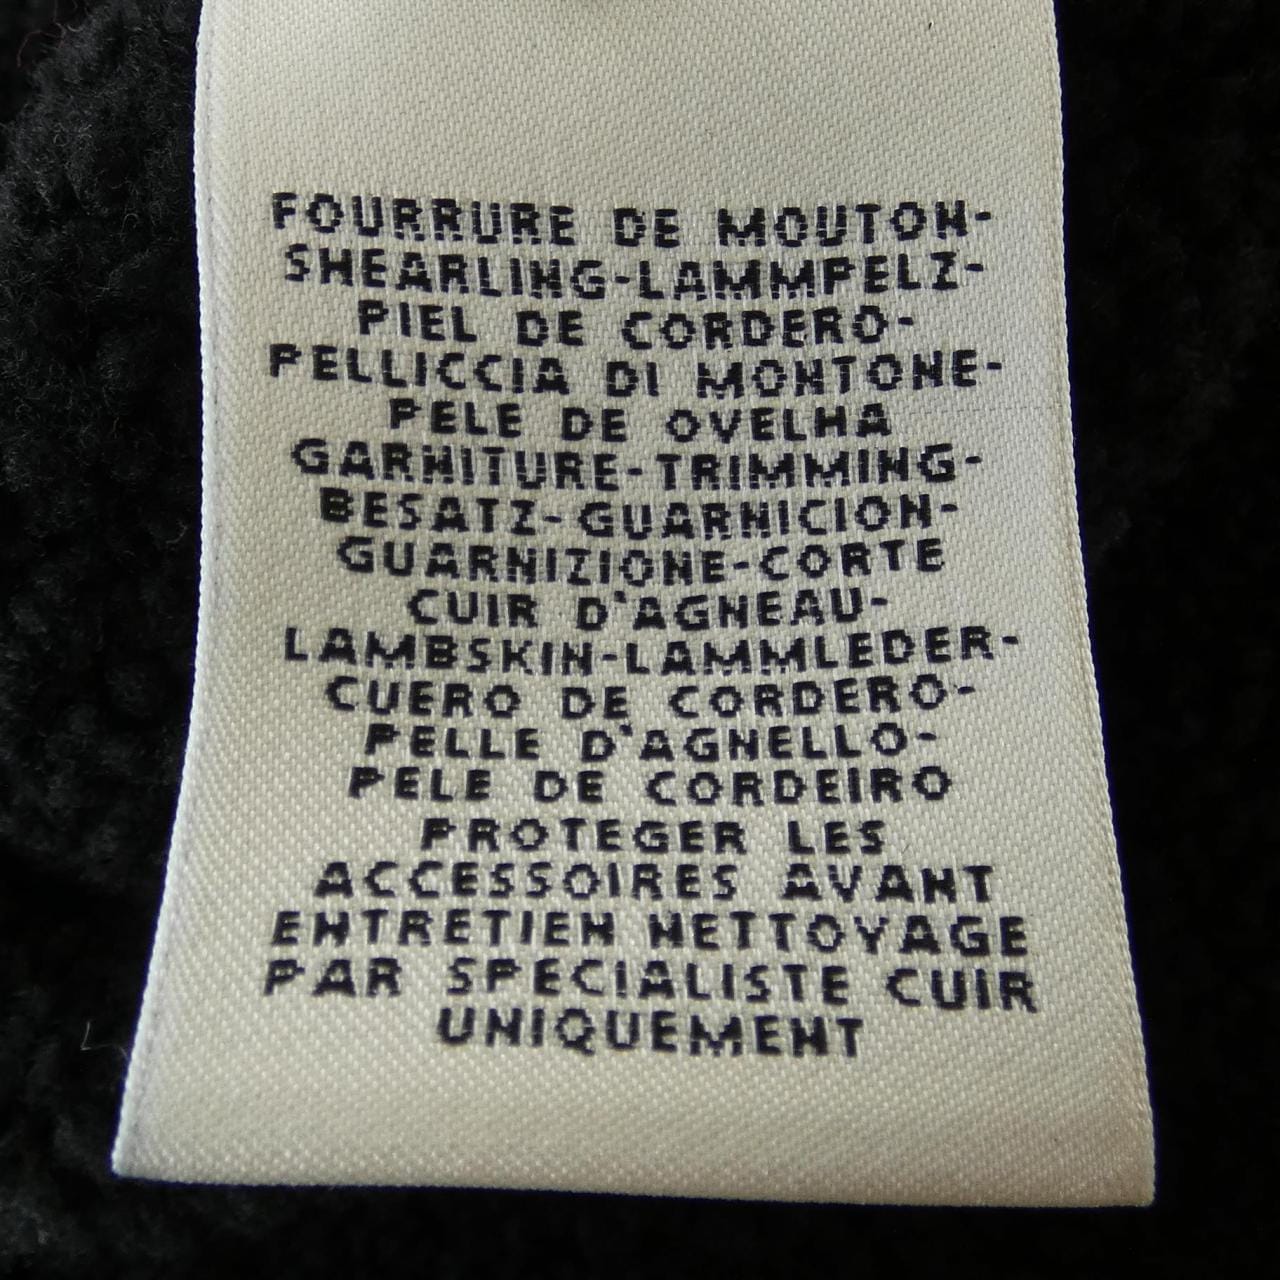 FOURRURE DE MOUTON-
SHEARLING-LAMMPELZ-
PIEL DE CORDERO-
PELLICCIA DI MONTONE-
PELE DE OVELHA
GARNITURE-TRIMMING-
BESATZ-GUARNICION-
GUARNIZIONE-CORTE
CUIR D'AGNEAU-
LAMBSKIN-LAMMLEDER-
CUERO DE CORDERO-
PELLE D'AGNELLO-
PELE DE CORDEIRO
PROTEGER LES
ACCESSOIRES AVANT
ENTRETIEN NETTOYAGE
PAR SPECIALISTE CUIR
UNIQUEMENT